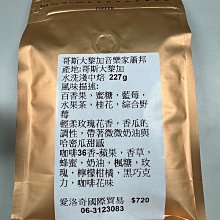 哥斯大黎加音樂家蕭邦
產地:哥斯大黎加
水洗淺中焙 227g
風味描述:
百香果，蜜糖，藍莓，
水果茶，桂花，綜合野
莓
輕柔玫瑰花香，香瓜的
調性，帶著微微奶油與
哈密瓜甜感
咖啡36香-蘋果，香草，
蜂蜜，奶油，楓糖，玫
瑰，檸檬柑橘，黑巧克
力，咖啡花味
愛洛奇國際貿易 $720
06-3123083